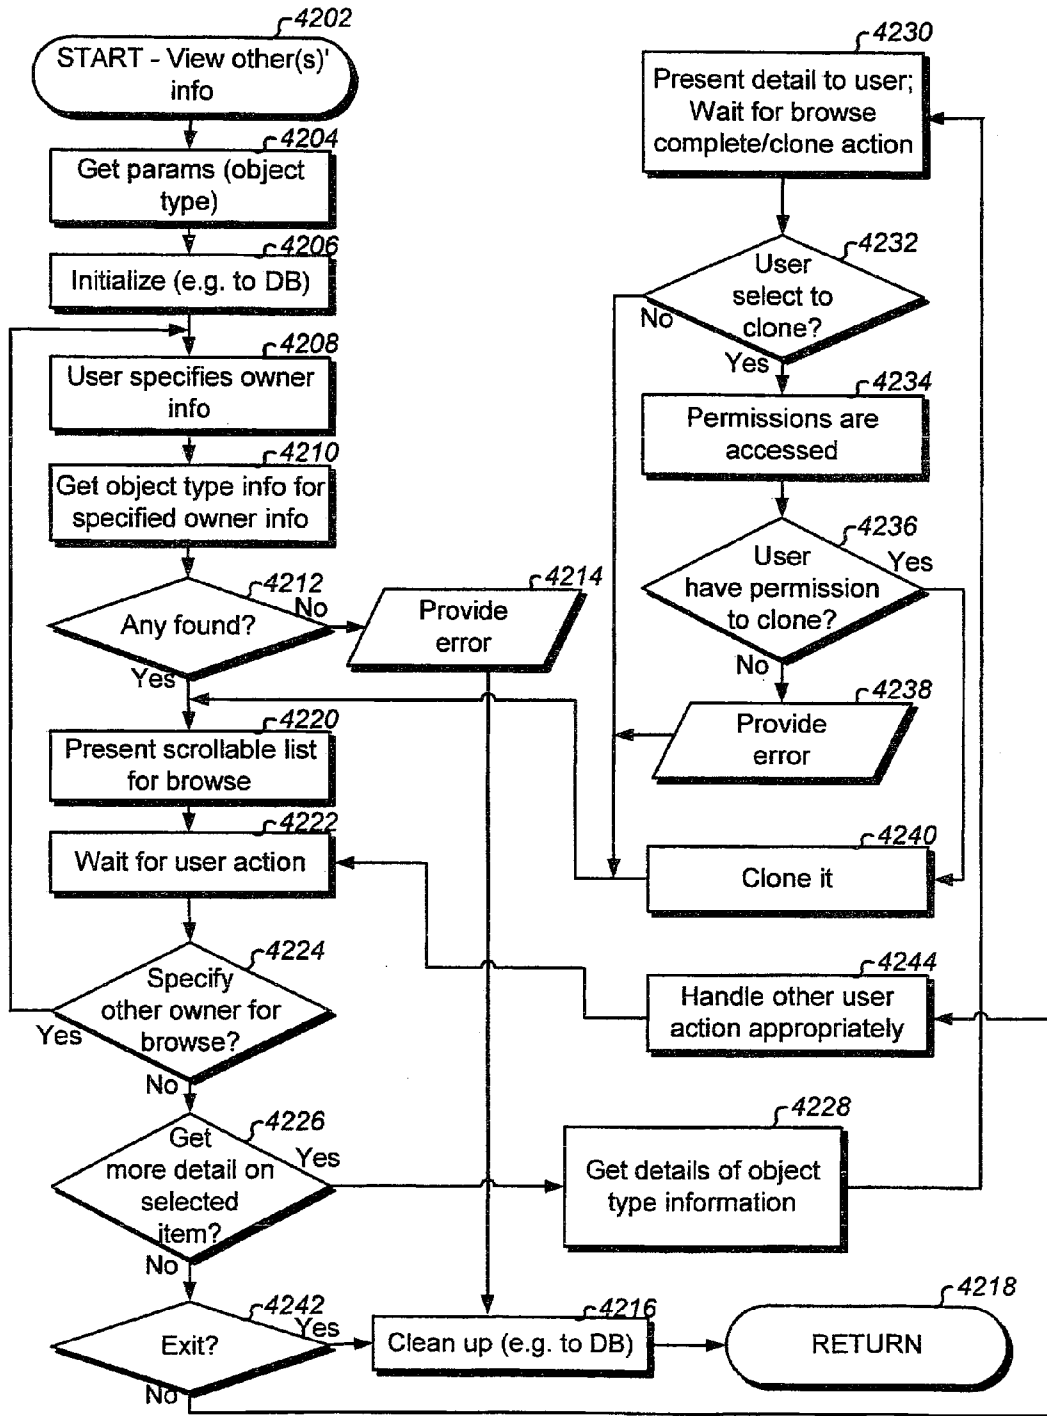 4202
START - View other(s)'
info
4204
Get params (object
type)
4206
Initialize (e.g. to DB)
4208
User specifies owner
info
4210
Get object type info for
specified owner info
4212
Any found?
No
Yes
4214
Provide
error
4220
Present scrollable list
for browse
4222
Wait for user action
4224
Specify
other owner for
browse?
Yes
No
4226
Get
more detail on
selected
item?
Yes
No
4228
Get details of object
type information
4242
Exit?
Yes
No
4216
Clean up (e.g. to DB)
4218
RETURN
4230
Present detail to user;
Wait for browse
complete/clone action
4232
User
select to
clone?
No
Yes
4234
Permissions are
accessed
4236
User
have permission
to clone?
Yes
No
4238
Provide
error
4240
Clone it
4244
Handle other user
action appropriately